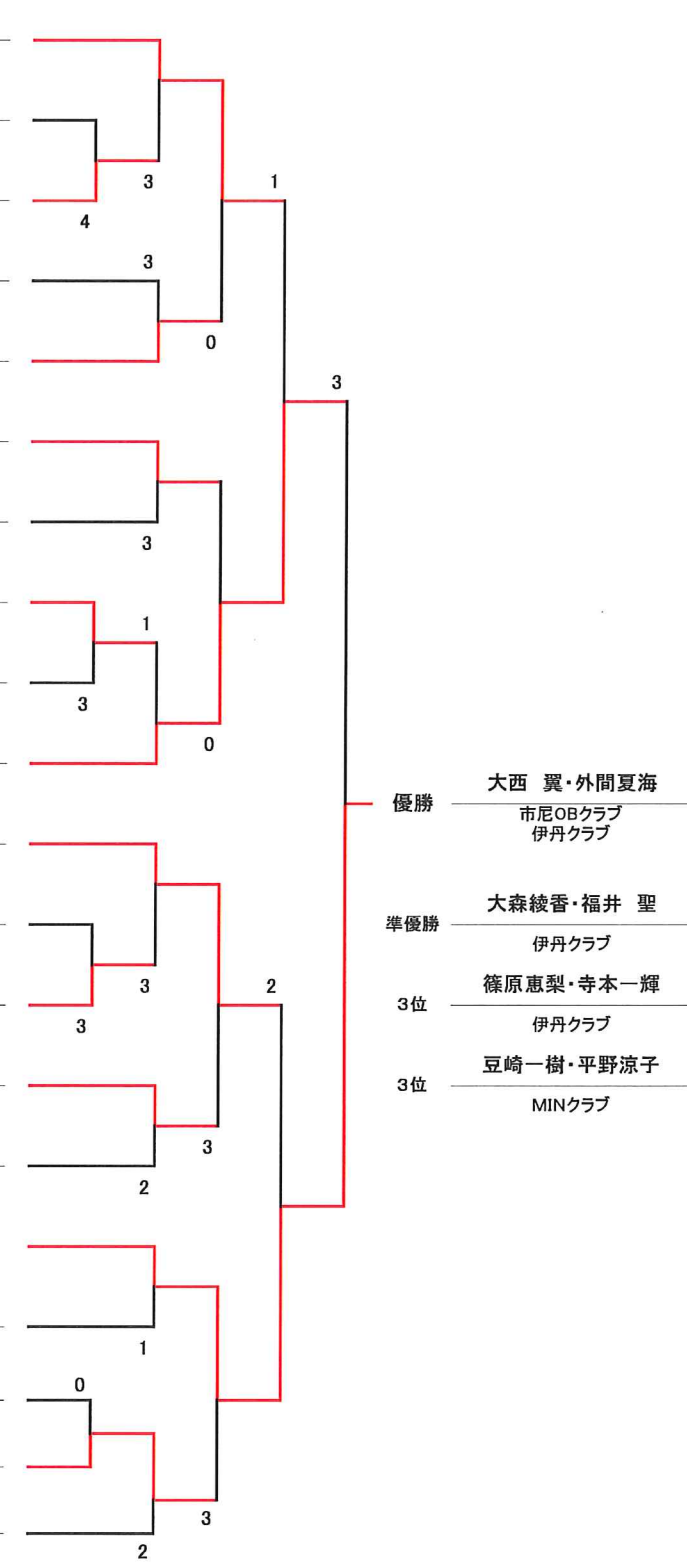 3
1
4
3
0
3
3
1
3
0
優勝 大西 翼・外間夏海
市尼OBクラブ
伊丹クラブ
準優勝 大森綾香・福井 聖
伊丹クラブ
3 2
3位 篠原恵梨・寺本一輝
3
伊丹クラブ
3位 豆崎一樹・平野涼子
MINクラブ
3
2
1
0
3
2